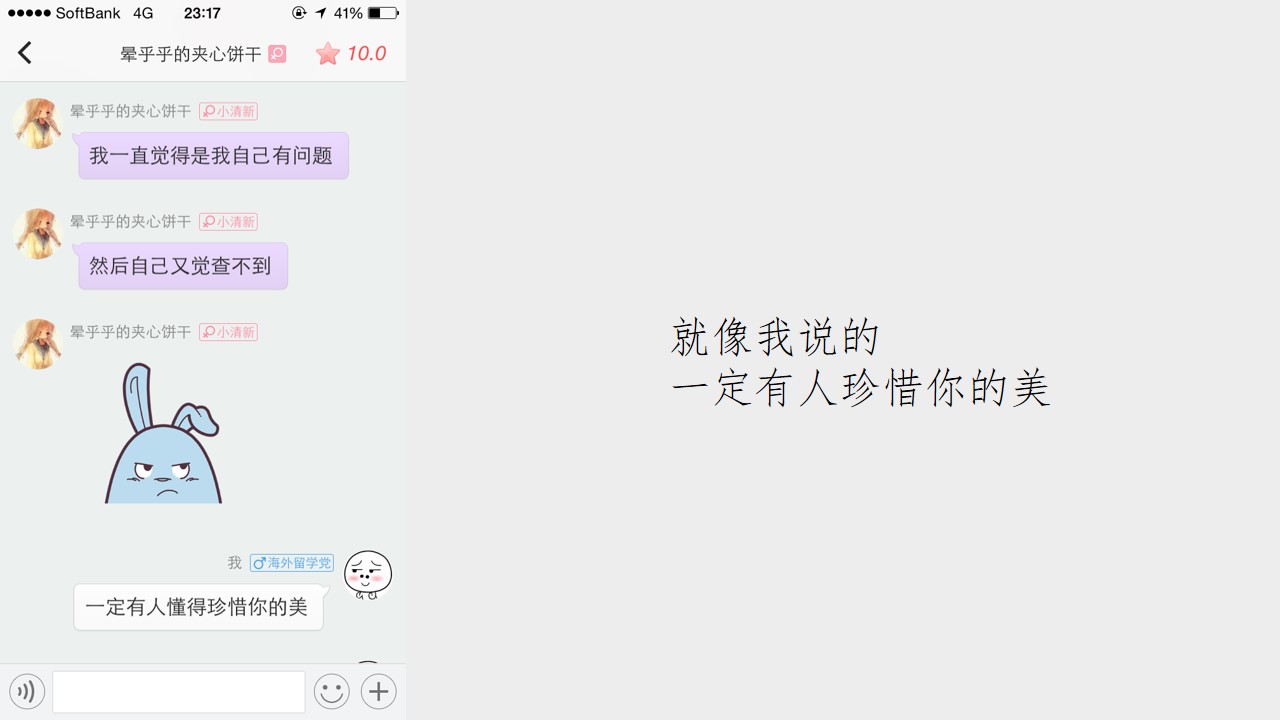 SoftBank 4G 23:17 41%
晕乎乎的夹心饼干 10.0
晕乎乎的夹心饼干 小清新
我一直觉得是我自己有问题
晕乎乎的夹心饼干 小清新
然后自己又觉查不到
晕乎乎的夹心饼干 小清新
我 海外留学党
一定有人懂得珍惜你的美
就像我说的
一定有人珍惜你的美